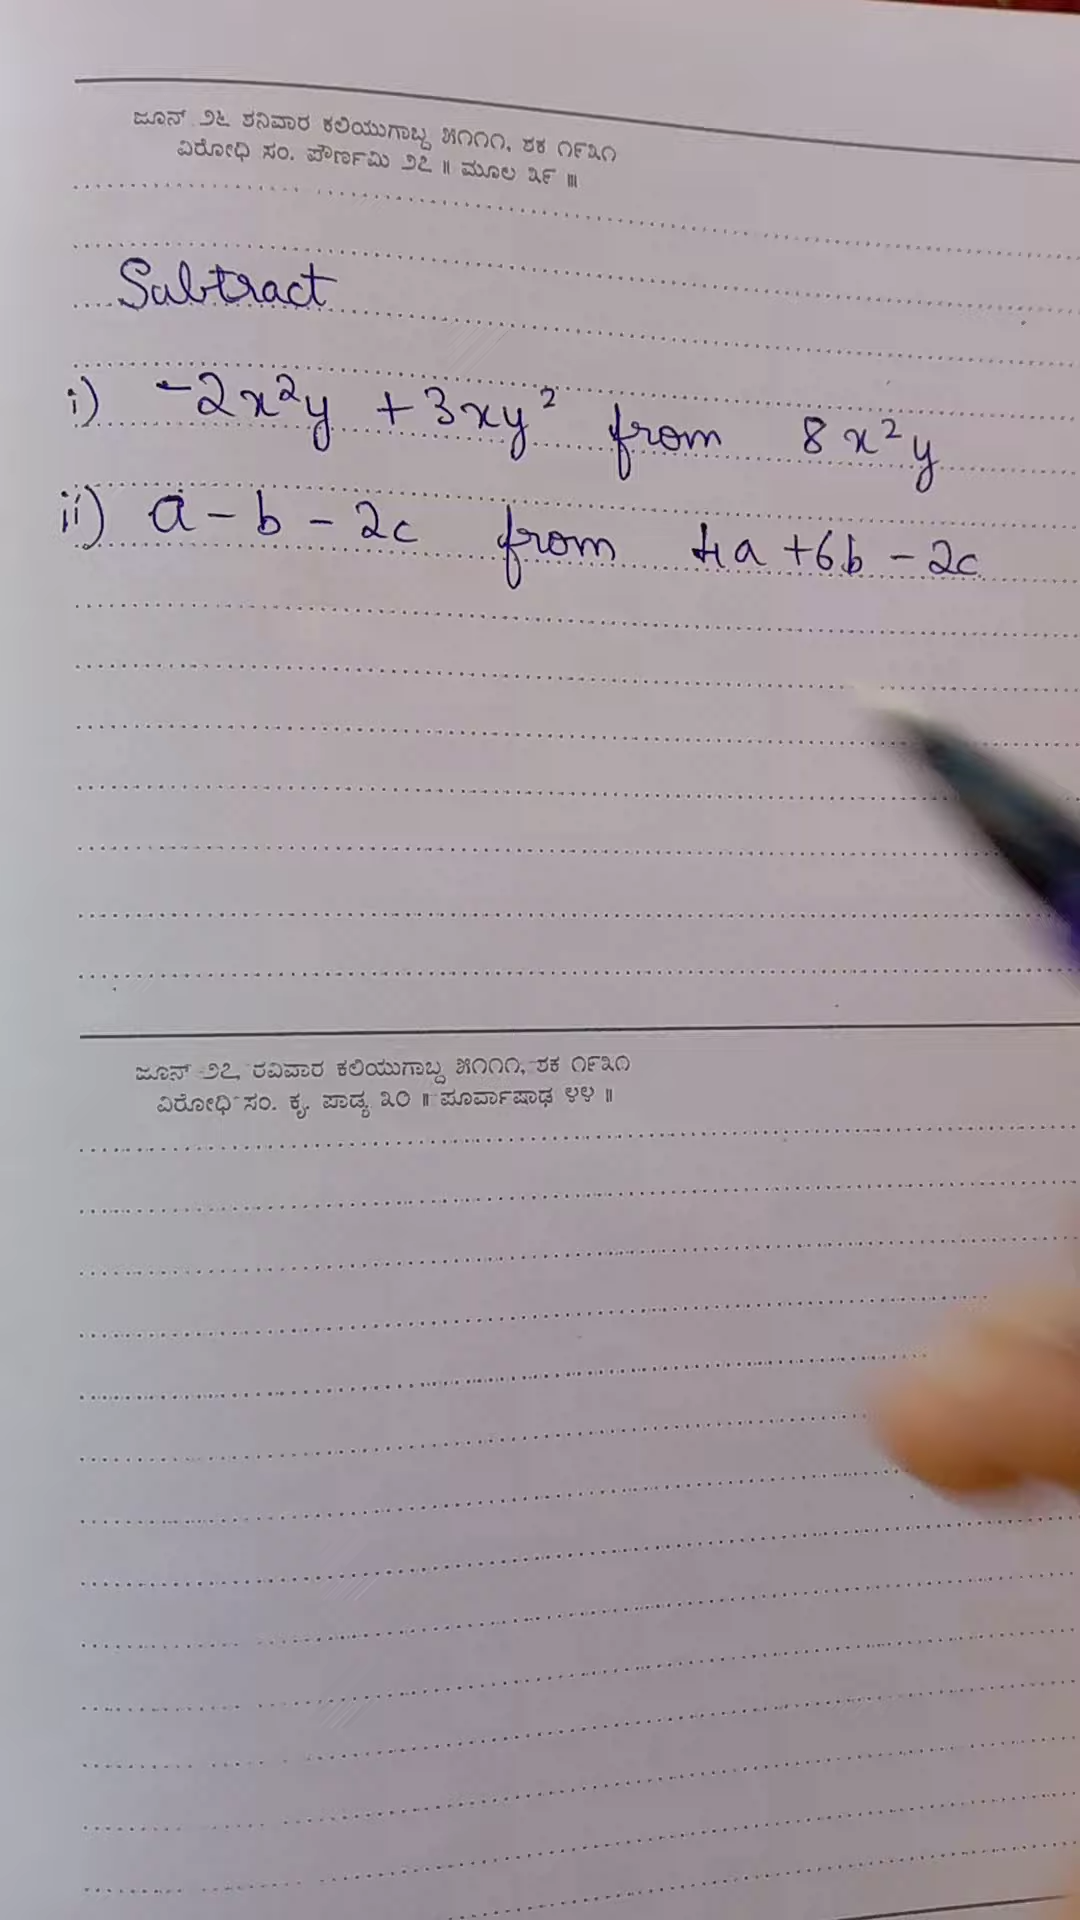 ಜೂನ್ ೨೬ ಶನಿವಾರ ಕಲಿಯುಗಾಬ್ದ ೫೧೧೧, ಶಕ ೧೯೩೧
ವಿರೋಧಿ ಸಂ. ಪೌರ್ಣಮಿ ೨೭ ॥ ಮೂಲ ೩೯ ॥
Subtract
i) -2x²y + 3xy² from 8x²y
ii) a - b - 2c from 4a + 6b - 2c
ಜೂನ್ ೨೭, ರವಿವಾರ ಕಲಿಯುಗಾಬ್ದ ೫೧೧೧, ಶಕ ೧೯೩೧
ವಿರೋಧಿ ಸಂ. ಕೃ. ಪಾಡ್ಯ ೩೦ ॥ ಪೂರ್ವಾಷಾಢ ೪೪ ॥